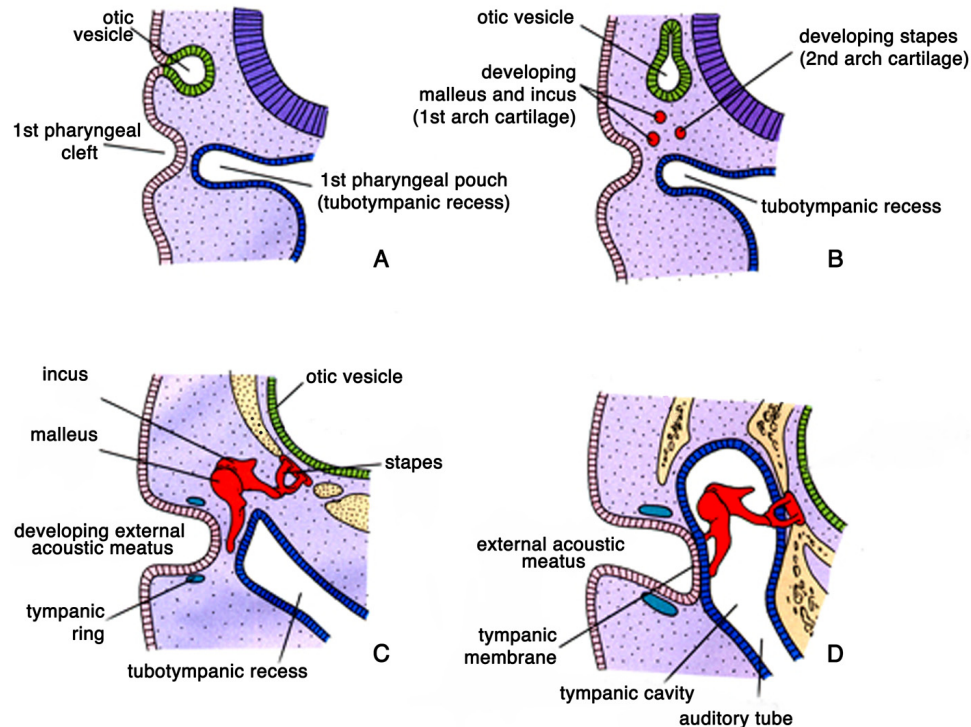 otic
vesicle
1st pharyngeal
cleft
1st pharyngeal pouch
(tubotympanic recess)
A
otic vesicle
developing
malleus and incus
(1st arch cartilage)
developing stapes
(2nd arch cartilage)
tubotympanic recess
B
incus
malleus
otic vesicle
stapes
developing external
acoustic meatus
tympanic
ring
tubotympanic recess
C
external acoustic
meatus
tympanic
membrane
tympanic cavity
auditory tube
D